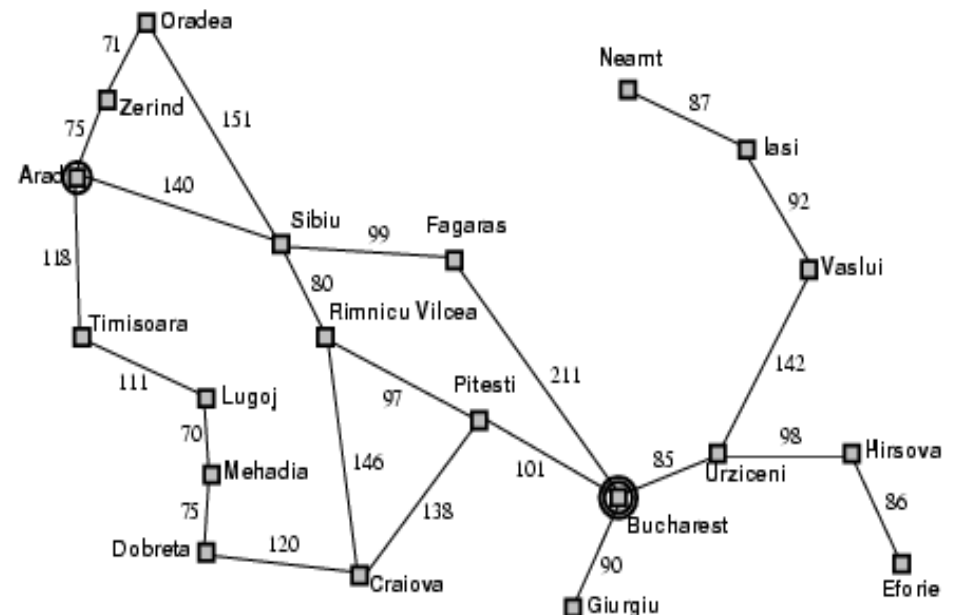 Oradea
71
Neamt
Zerind
87
75
151
Iasi
Arad
140
92
Sibiu
Fagaras
99
118
Vaslui
80
Timisoara
Rimnicu Vilcea
111
Lugoj
97
Pitesti
211
142
70
98
Hirsova
Mehadia
146
101
85
Urziceni
75
138
86
Bucharest
Dobreta
120
90
Craiova
Eforie
Giurgiu